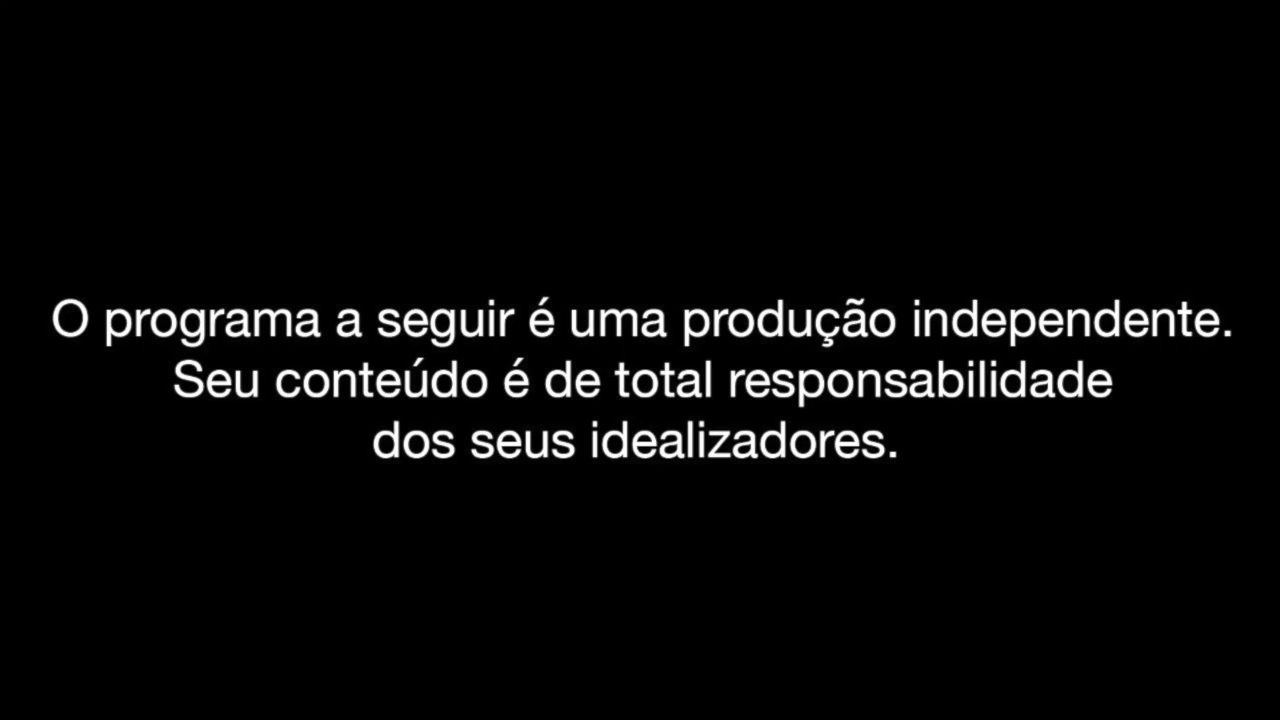 O programa a seguir é uma produção independente.
Seu conteúdo é de total responsabilidade
dos seus idealizadores.